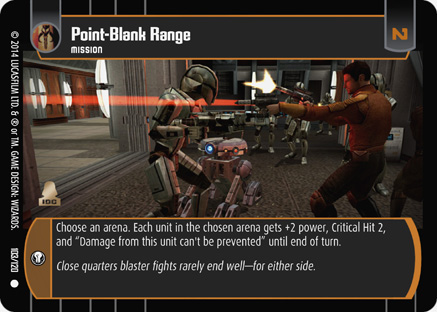 Point-Blank Range
MISSION
N
© 2014 LUCASFILM LTD. & ® or TM. GAME DESIGN: WIZARDS.
103/120
IDC
Choose an arena. Each unit in the chosen arena gets +2 power, Critical Hit 2,
and “Damage from this unit can't be prevented” until end of turn.
Close quarters blaster fights rarely end well—for either side.